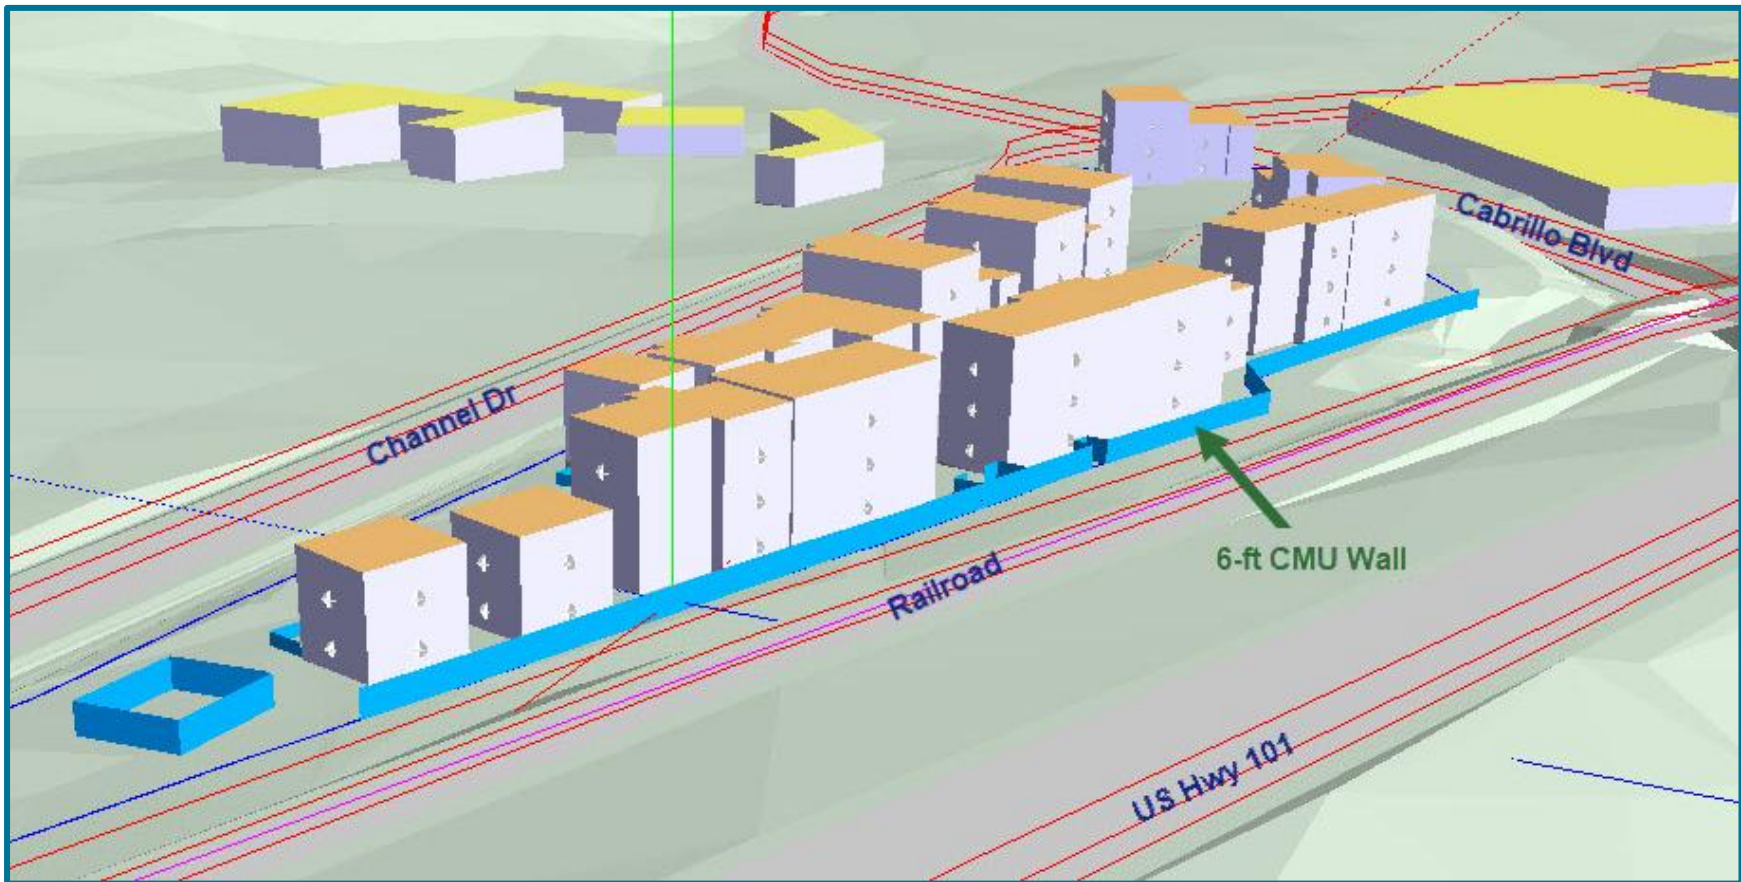 Cabrillo Blvd
Channel Dr
6-ft CMU Wall
Railroad
US Hwy 101